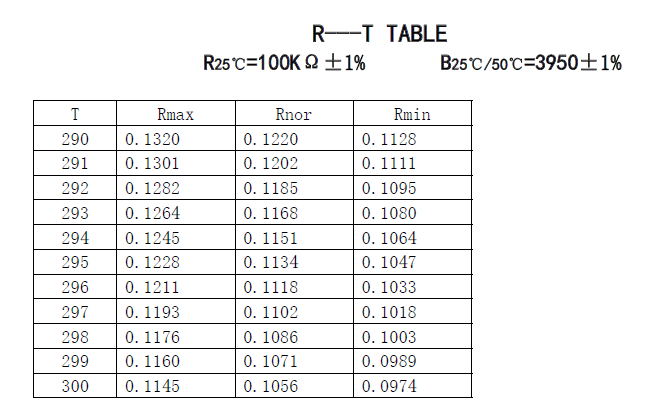 R———T TABLE
R25℃=100KΩ±1% B25℃/50℃=3950±1%
T Rmax Rnor Rmin
290 0.1320 0.1220 0.1128
291 0.1301 0.1202 0.1111
292 0.1282 0.1185 0.1095
293 0.1264 0.1168 0.1080
294 0.1245 0.1151 0.1064
295 0.1228 0.1134 0.1047
296 0.1211 0.1118 0.1033
297 0.1193 0.1102 0.1018
298 0.1176 0.1086 0.1003
299 0.1160 0.1071 0.0989
300 0.1145 0.1056 0.0974